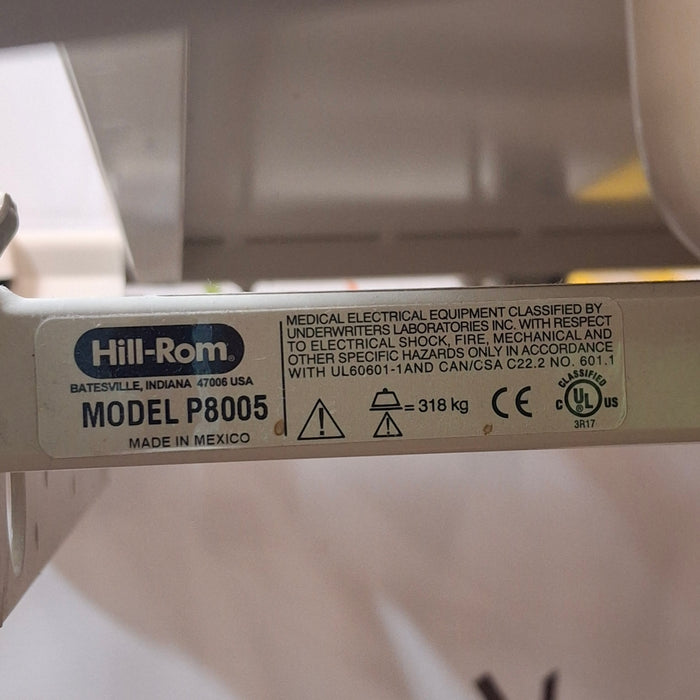 Hill-Rom®
BATESVILLE, INDIANA 47006 USA
MODEL P8005
MADE IN MEXICO
MEDICAL ELECTRICAL EQUIPMENT CLASSIFIED BY
UNDERWRITERS LABORATORIES INC. WITH RESPECT
TO ELECTRICAL SHOCK, FIRE, MECHANICAL AND
OTHER SPECIFIC HAZARDS ONLY IN ACCORDANCE
WITH UL60601-1AND CAN/CSA C22.2 NO. 601.1
= 318 kg
CE
CLASSIFIED
C UL US
3R17